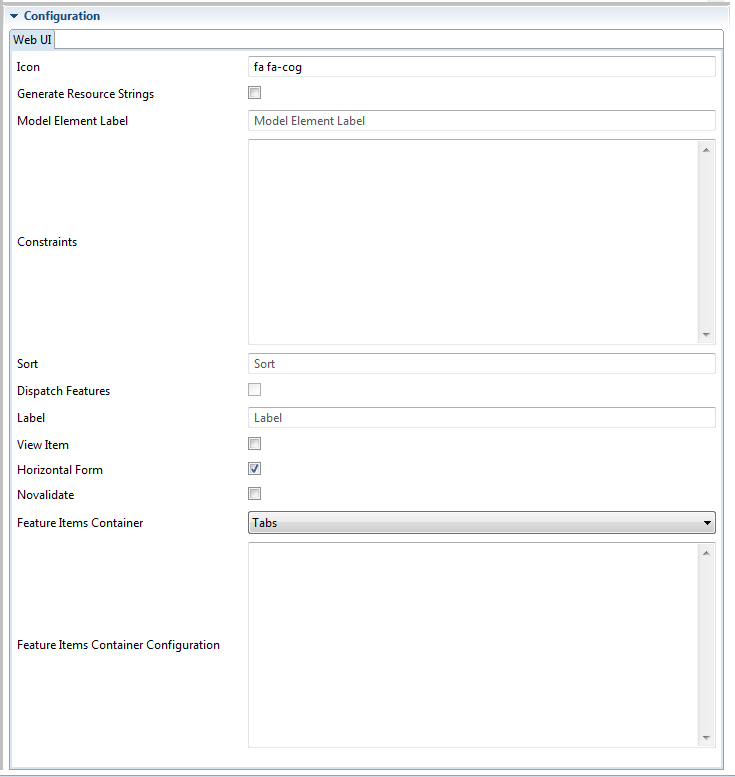 Configuration
Web UI
Icon fa fa-cog
Generate Resource Strings
Model Element Label Model Element Label
Constraints
Sort Sort
Dispatch Features
Label Label
View Item
Horizontal Form
Novalidate
Feature Items Container Tabs
Feature Items Container Configuration